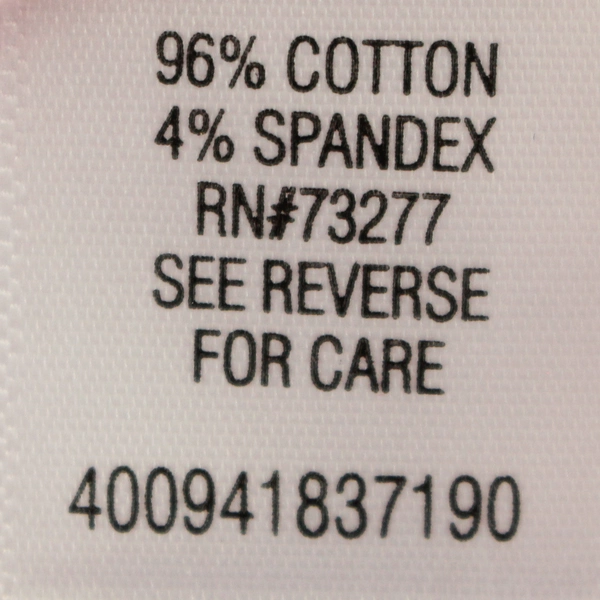 96% COTTON
4% SPANDEX
RN#73277
SEE REVERSE
FOR CARE
400941837190